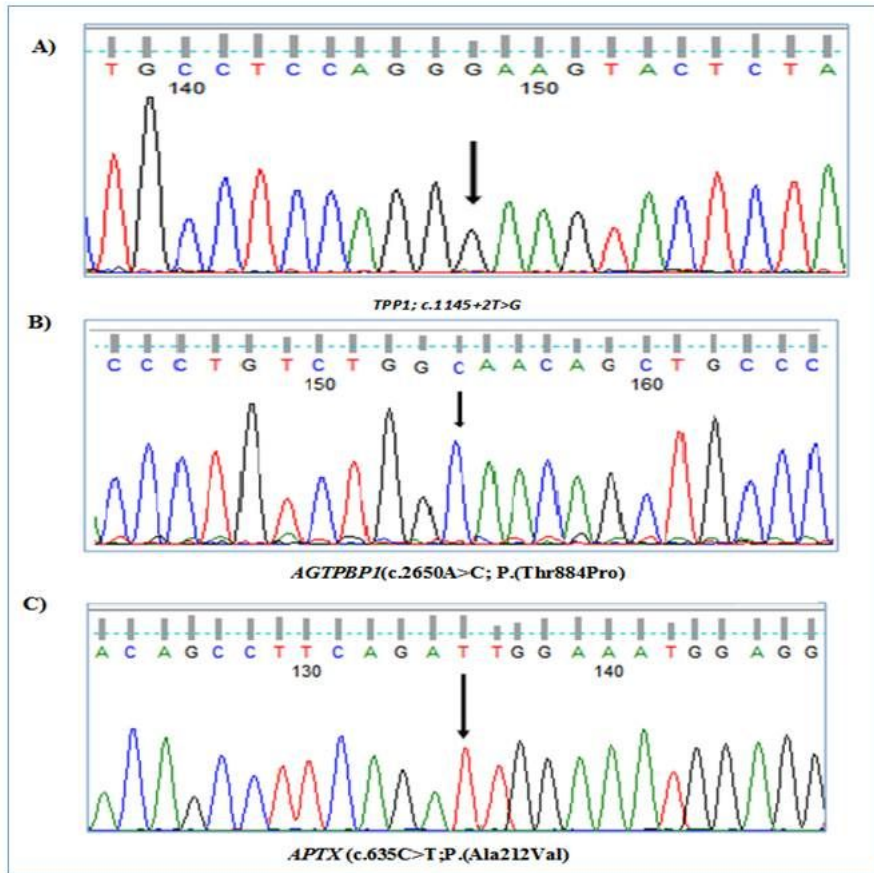 A)
T G C C T C C A G G G A A G T A C T C T A
140 150
TPP1; c.1145+2T>G
B)
C C C T G T C T G G C A A C A G C T G C C C
150 160
AGTPBP1(c.2650A>C; P.(Thr884Pro)
C)
A C A G C C T T C A G A T T G G A A A T G G A G G
130 140
APTX (c.635C>T;P.(Ala212Val)